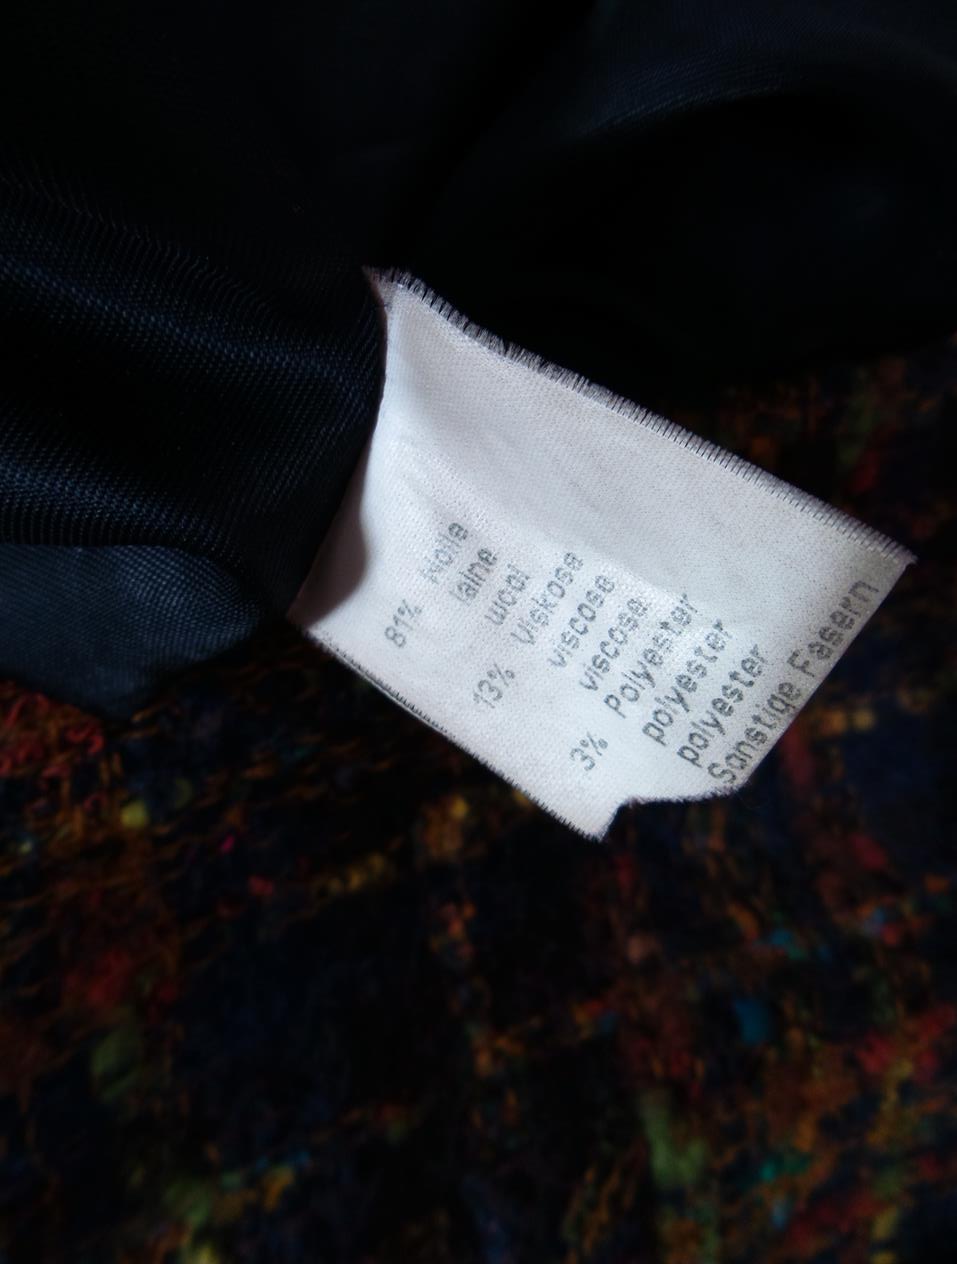 81% Wolle
laine
wool
13% Viskose
viscose
viscose
3% Polyester
polyester
polyester
Sonstige Fasern